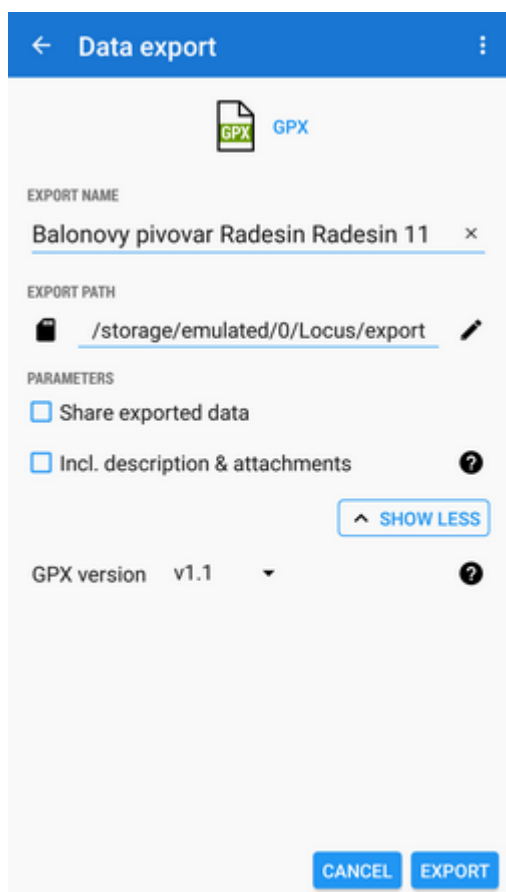 Data export
GPX GPX
EXPORT NAME
Balonovy pivovar Radesin Radesin 11
EXPORT PATH
/storage/emulated/0/Locus/export
PARAMETERS
Share exported data
Incl. description & attachments
SHOW LESS
GPX version v1.1
CANCEL EXPORT